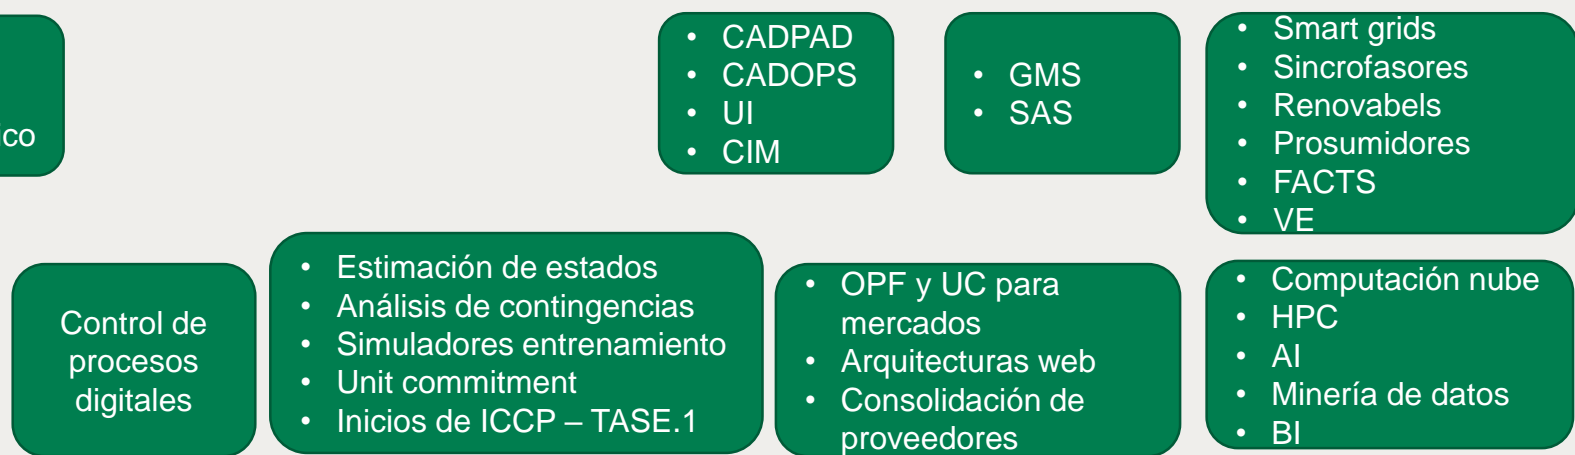 ico
• CADPAD
• CADOPS
• UI
• CIM
• GMS
• SAS
• Smart grids
• Sincrofasores
• Renovabels
• Prosumidores
• FACTS
• VE
Control de
procesos
digitales
• Estimación de estados
• Análisis de contingencias
• Simuladores entrenamiento
• Unit commitment
• Inicios de ICCP – TASE.1
• OPF y UC para
mercados
• Arquitecturas web
• Consolidación de
proveedores
• Computación nube
• HPC
• AI
• Minería de datos
• BI